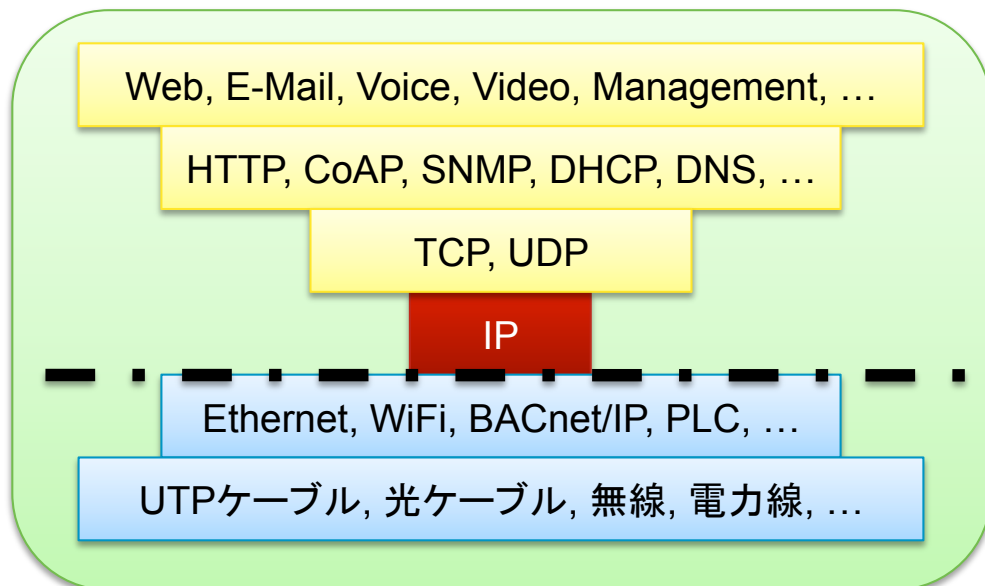 Web, E-Mail, Voice, Video, Management, …
HTTP, CoAP, SNMP, DHCP, DNS, …
TCP, UDP
IP
Ethernet, WiFi, BACnet/IP, PLC, …
UTPケーブル, 光ケーブル, 無線, 電力線, …